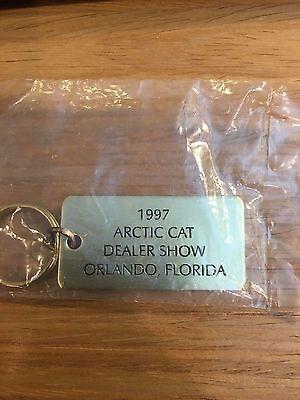 1997
ARCTIC CAT
DEALER SHOW
ORLANDO, FLORIDA